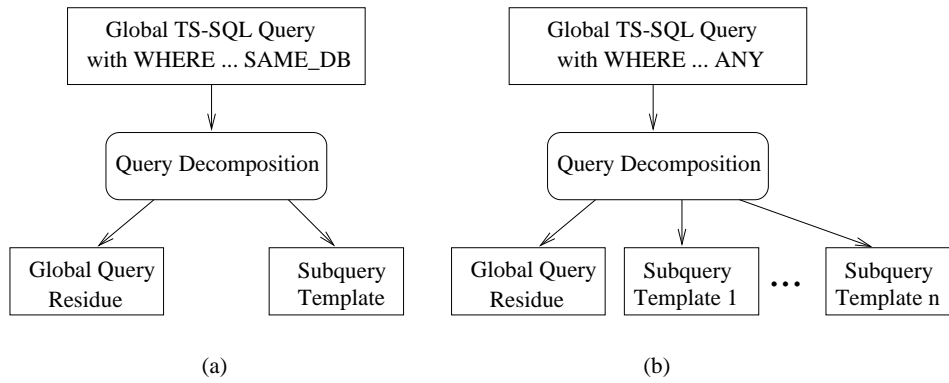 Global TS-SQL Query
with WHERE ... SAME_DB
Query Decomposition
Global Query
Residue
Subquery
Template
(a)
Global TS-SQL Query
with WHERE ... ANY
Query Decomposition
Global Query
Residue
Subquery
Template 1
...
Subquery
Template n
(b)